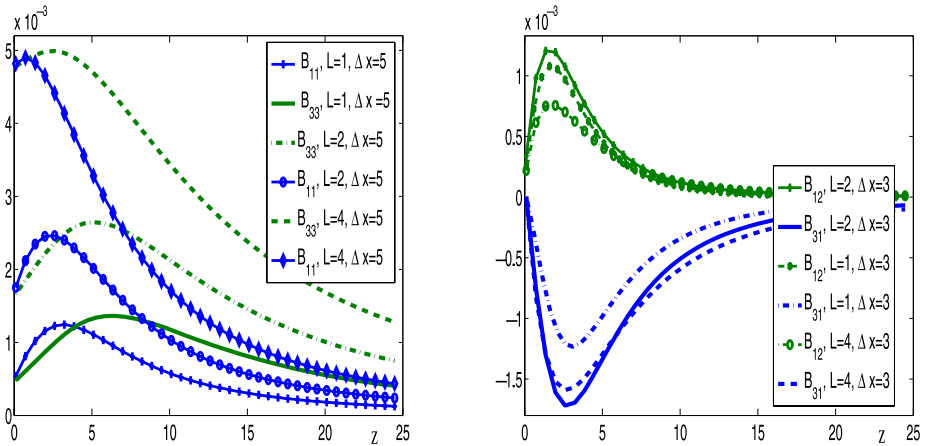 x 10⁻³
5
4
3
2
1
0
0 5 10 15 20 25
z
B₁₁, L=1, Δ x=5
B₃₃, L=1, Δ x=5
B₃₃, L=2, Δ x=5
B₁₁, L=2, Δ x=5
B₃₃, L=4, Δ x=5
B₁₁, L=4, Δ x=5
x 10⁻³
1
0.5
0
−0.5
−1
−1.5
0 5 10 15 20 25
z
B₁₂, L=2, Δ x=3
B₃₁, L=2, Δ x=3
B₁₂, L=1, Δ x=3
B₃₁, L=1, Δ x=3
B₁₂, L=4, Δ x=3
B₃₁, L=4, Δ x=3